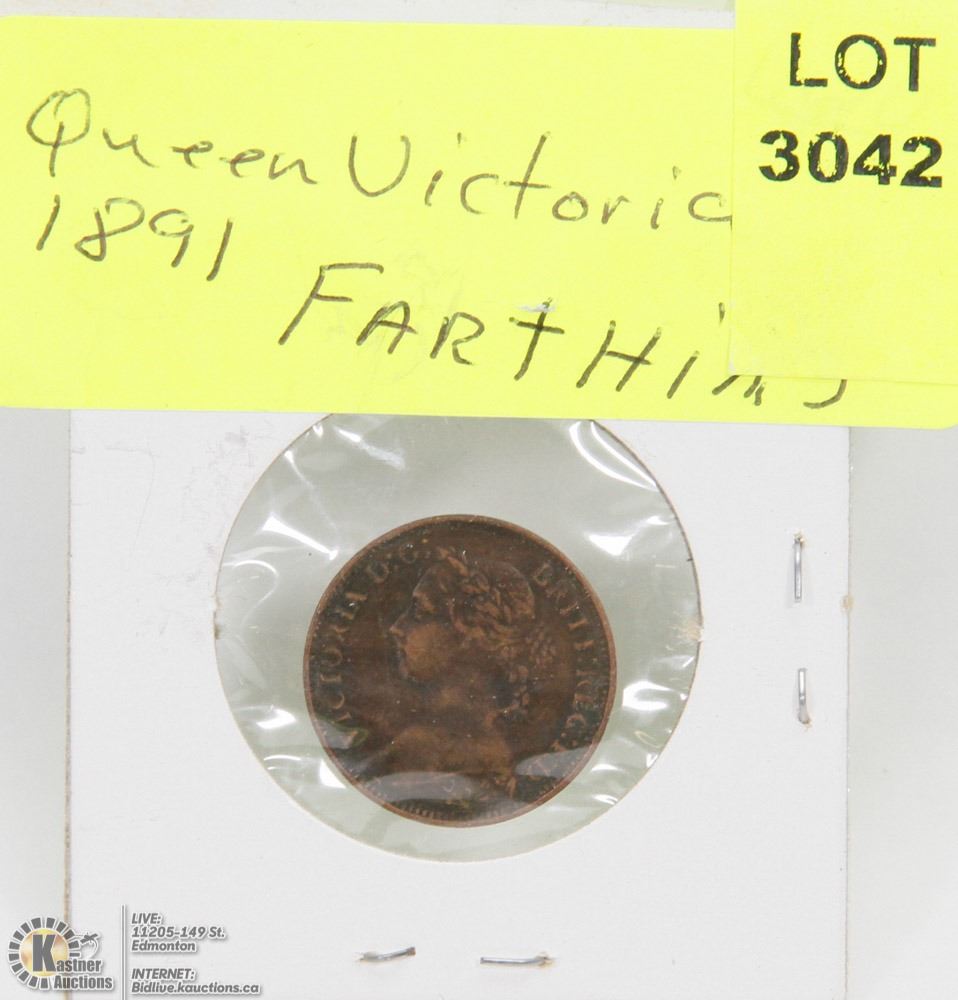 LOT
3042
Queen Victoria
1891
FARTHING
VICTORIA D:G: BRITT:REG:F
Kastner
Auctions
LIVE:
11205-149 St.
Edmonton
INTERNET:
Bidlive.kauctions.ca